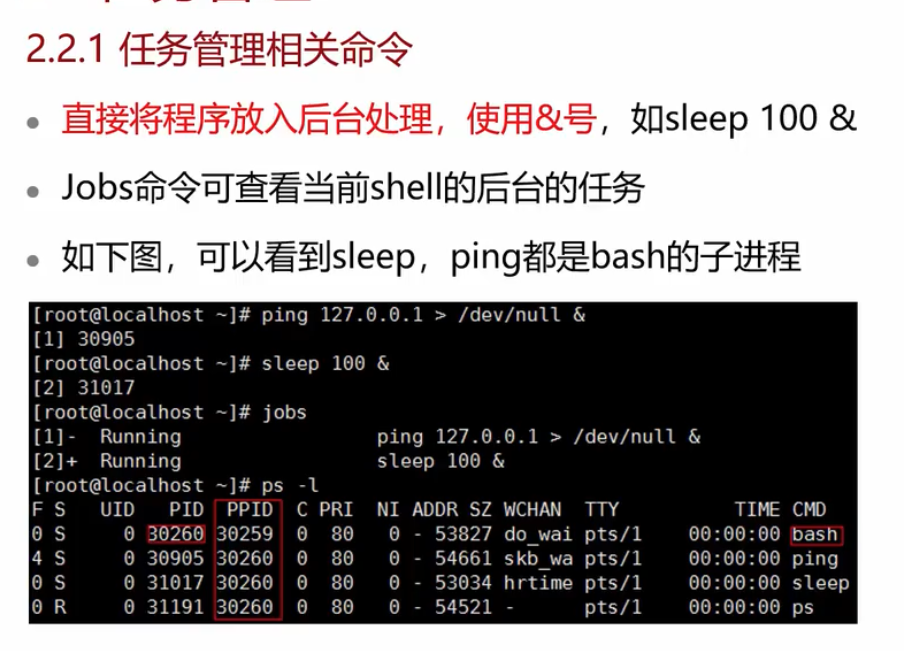 2.2.1 任务管理相关命令
直接将程序放入后台处理，使用&号，如sleep 100 &
Jobs命令可查看当前shell的后台的任务
如下图，可以看到sleep，ping都是bash的子进程
[root@localhost ~]# ping 127.0.0.1 > /dev/null &
[1] 30905
[root@localhost ~]# sleep 100 &
[2] 31017
[root@localhost ~]# jobs
[1]-  Running                 ping 127.0.0.1 > /dev/null &
[2]+  Running                 sleep 100 &
[root@localhost ~]# ps -l
F S   UID   PID  PPID  C PRI  NI ADDR SZ WCHAN  TTY          TIME CMD
0 S     0 30260 30259  0  80   0 - 53827 do_wai pts/1    00:00:00 bash
4 S     0 30905 30260  0  80   0 - 54661 skb_wa pts/1    00:00:00 ping
0 S     0 31017 30260  0  80   0 - 53034 hrtime pts/1    00:00:00 sleep
0 R     0 31191 30260  0  80   0 - 54521 -      pts/1    00:00:00 ps